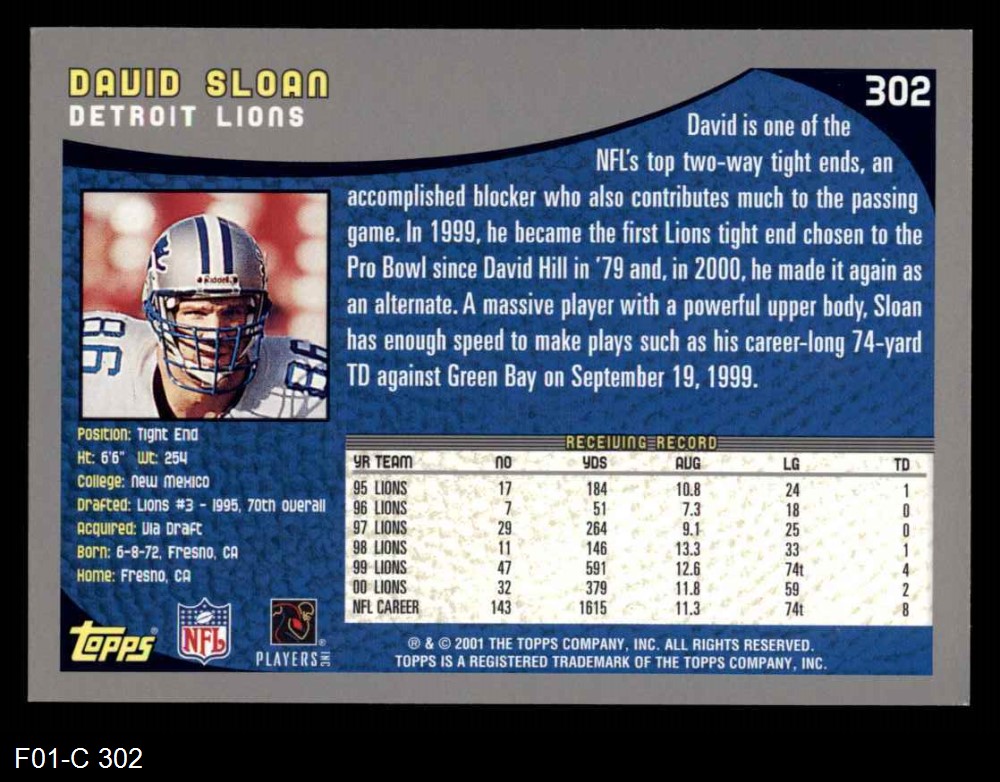 DAVID SLOAN
DETROIT LIONS
302
David is one of the
NFL's top two-way tight ends, an
accomplished blocker who also contributes much to the passing
game. In 1999, he became the first Lions tight end chosen to the
Pro Bowl since David Hill in '79 and, in 2000, he made it again as
an alternate. A massive player with a powerful upper body, Sloan
has enough speed to make plays such as his career-long 74-yard
TD against Green Bay on September 19, 1999.
Riddell
86
86
Position: Tight End
Ht: 6'6" Wt: 254
College: New Mexico
Drafted: Lions #3 - 1995, 70th overall
Acquired: Via Draft
Born: 6-8-72, Fresno, CA
Home: Fresno, CA
RECEIVING RECORD
YR TEAM NO YDS AVG LG TD
95 LIONS 17 184 10.8 24 1
96 LIONS 7 51 7.3 18 0
97 LIONS 29 264 9.1 25 0
98 LIONS 11 146 13.3 33 1
99 LIONS 47 591 12.6 74t 4
00 LIONS 32 379 11.8 59 2
NFL CAREER 143 1615 11.3 74t 8
Topps®
NFL
PLAYERS INC ®
® & © 2001 THE TOPPS COMPANY, INC. ALL RIGHTS RESERVED.
TOPPS IS A REGISTERED TRADEMARK OF THE TOPPS COMPANY, INC.
F01-C 302